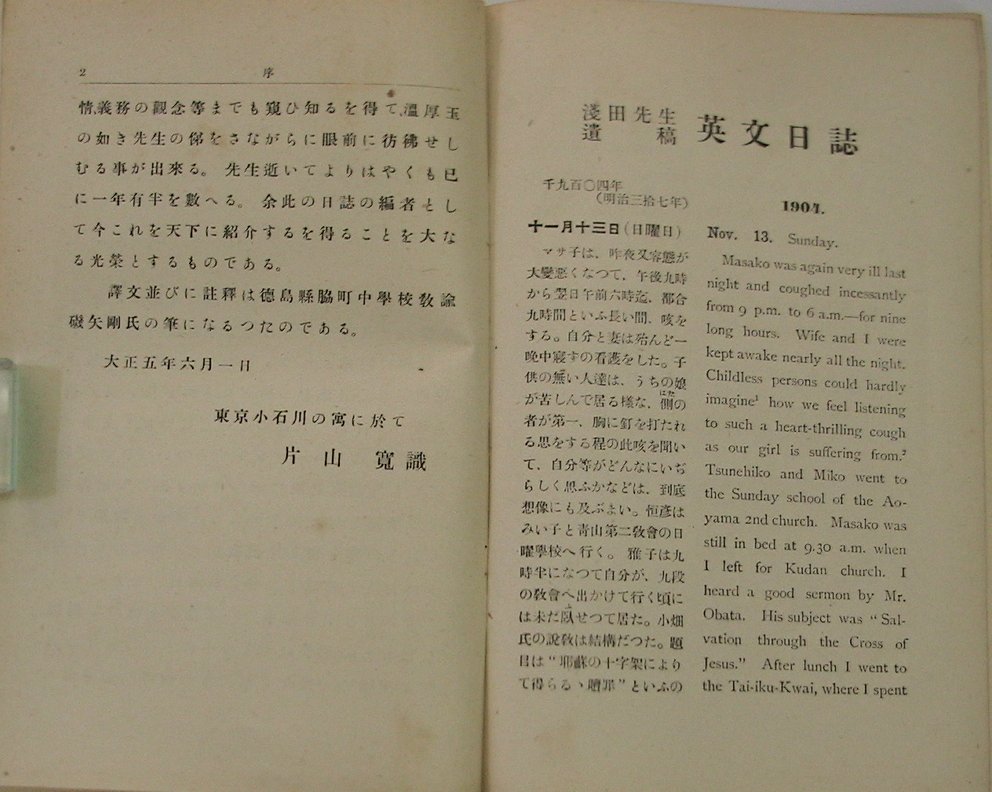 2
序
情、義務の觀念等までも窺ひ知るを得て、溫厚玉
の如き先生の俤をさながらに眼前に彷彿せし
むる事が出來る。 先生逝いてよりはやくも已
に一年有半を數へる。 余此の日誌の編者とし
て今これを天下に紹介するを得ることを大な
る光榮とするものである。
譯文並びに註釋は德島縣脇町中學校敎諭
磯矢剛氏の筆になるつたのである。
大正五年六月一日
東京小石川の寓に於て
片山 寛識
淺田先生
遺稿
英文日誌
千九百〇四年
(明治三拾七年)
十一月十三日(日曜日)
マサ子は、昨夜又容態が
大變惡くなつて、午後九時
から翌日午前六時迄、都合
九時間といふ長い間、咳を
する。自分と妻は殆んど一
晩中寢すの看護をした。子
供の無い人達は、うちの娘
が苦しんで居る樣な、側の
はた
者が第一、胸に釘を打たれ
る思をする程の此咳を聞い
て、自分等がどんなにいぢ
らしく思ふかなどは、到底
想像にも及ぶまい。恒彥は
みい子と靑山第二敎會の日
曜學校へ行く。 雅子は九
時半になつて自分が、九段
の敎會へ出かけて行く頃に
は未だ臥せつて居た。小畑
氏の說敎は結構だつた。題
目は“耶蘇の十字架により
て得らるゝ贖罪”といふの
1904.
Nov. 13. Sunday.
Masako was again very ill last
night and coughed incessantly
from 9 p.m. to 6 a.m.—for nine
long hours. Wife and I were
kept awake nearly all the night.
Childless persons could hardly
imagine¹ how we feel listening
to such a heart-thrilling cough
as our girl is suffering from.²
Tsunehiko and Miko went to
the Sunday school of the Ao-
yama 2nd church. Masako was
still in bed at 9.30 a.m. when
I left for Kudan church. I
heard a good sermon by Mr.
Obata. His subject was “Sal-
vation through the Cross of
Jesus.” After lunch I went to
the Tai-iku-Kwai, where I spent